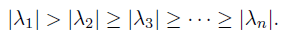 |λ₁| > |λ₂| ≥ |λ₃| ≥ ⋯ ≥ |λₙ|.